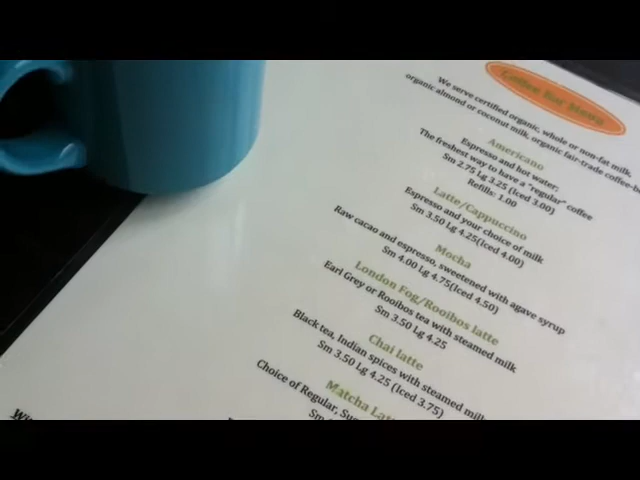 Coffee Bar Menu
We serve certified organic, whole or non-fat milk,
organic almond or coconut milk, organic fair-trade coffee-b
Americano
Espresso and hot water:
The freshest way to have a "regular" coffee
Sm 2.75 Lg 3.25 (Iced 3.00)
Refills: 1.00
Latte/Cappuccino
Espresso and your choice of milk
Sm 3.50 Lg 4.25(Iced 4.00)
Mocha
Raw cacao and espresso, sweetened with agave syrup
Sm 4.00 Lg 4.75(Iced 4.50)
London Fog/Rooibos latte
Earl Grey or Rooibos tea with steamed milk
Sm 3.50 Lg 4.25
Chai latte
Black tea, Indian spices with steamed milk
Sm 3.50 Lg 4.25 (Iced 3.75)
Matcha Latte
Choice of Regular,
Sm